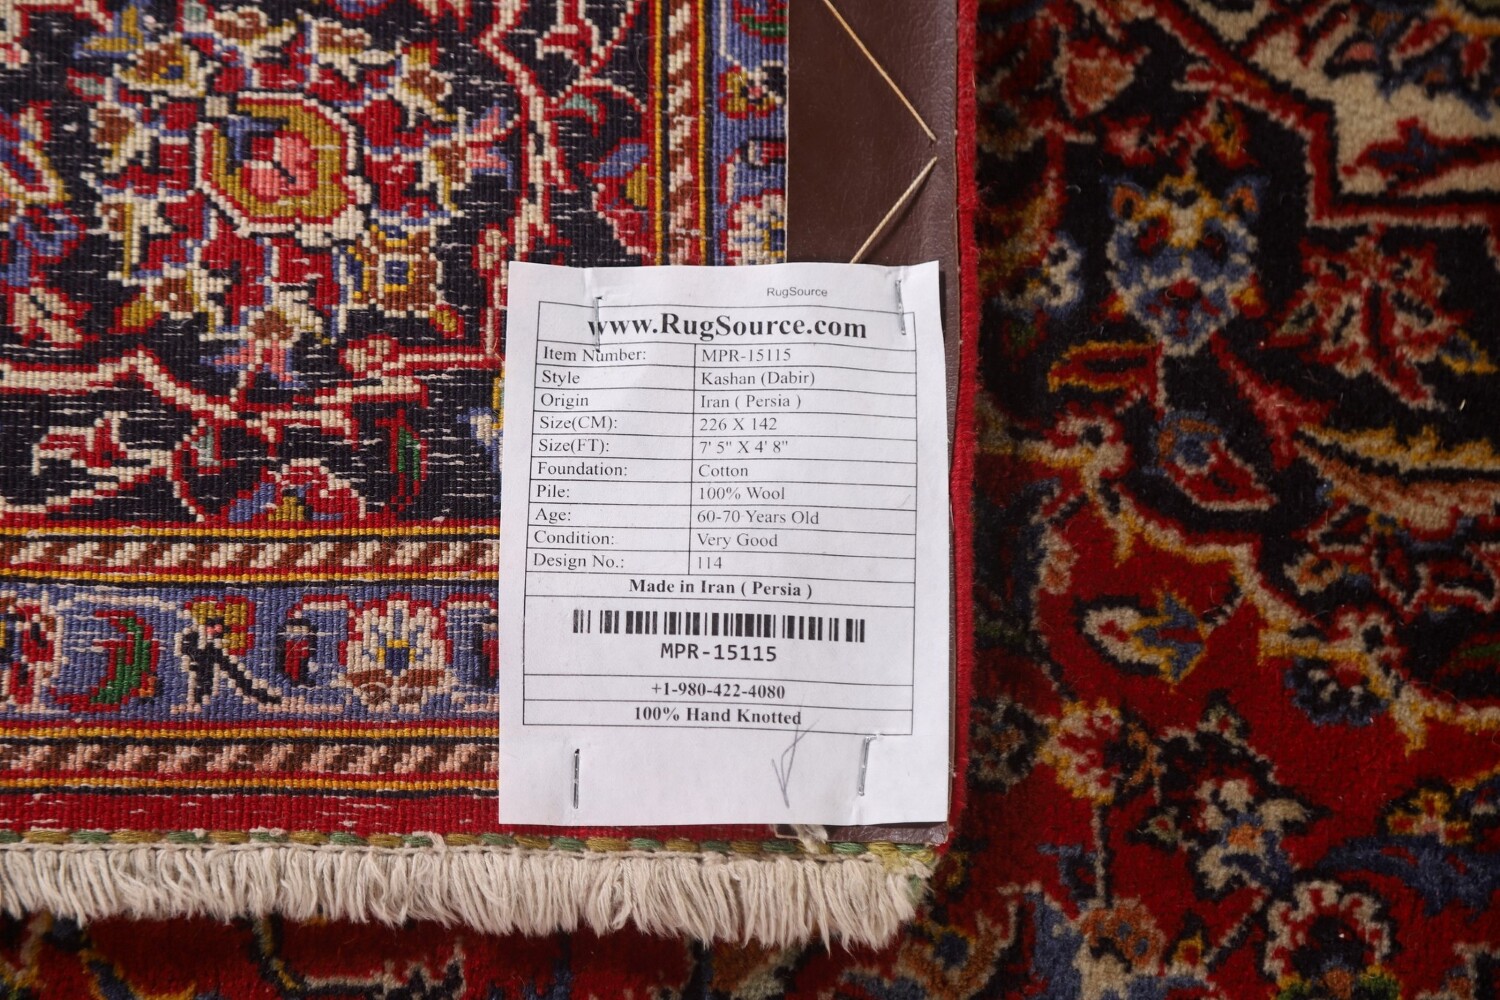 RugSource
www.RugSource.com
Item Number: MPR-15115
Style Kashan (Dabir)
Origin Iran ( Persia )
Size(CM): 226 X 142
Size(FT): 7' 5" X 4' 8"
Foundation: Cotton
Pile: 100% Wool
Age: 60-70 Years Old
Condition: Very Good
Design No.: 114
Made in Iran ( Persia )
MPR-15115
+1-980-422-4080
100% Hand Knotted